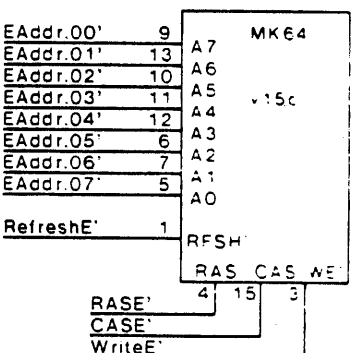 EAddr.00' 9 A7 MK64
EAddr.01' 13 A6
EAddr.02' 10 A5
EAddr.03' 11 A4
EAddr.04' 12 A3
EAddr.05' 6 A2
EAddr.06' 7 A1
EAddr.07' 5 A0
RefreshE' 1 RFSH'
RAS CAS WE'
4 15 3
RASE'
CASE'
WriteE'